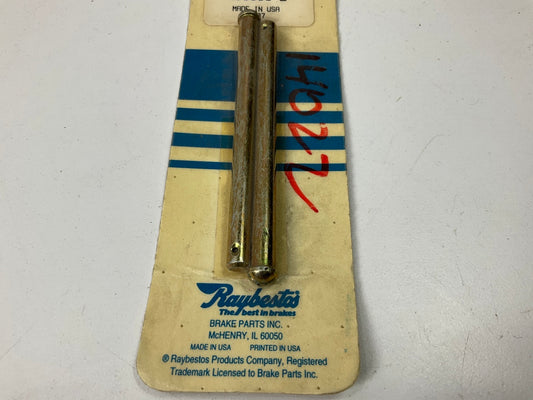 MADE IN USA
14022
Raybestos
The best in brakes
BRAKE PARTS INC.
McHENRY, IL 60050
MADE IN USA PRINTED IN USA
® Raybestos Products Company, Registered
Trademark Licensed to Brake Parts Inc.